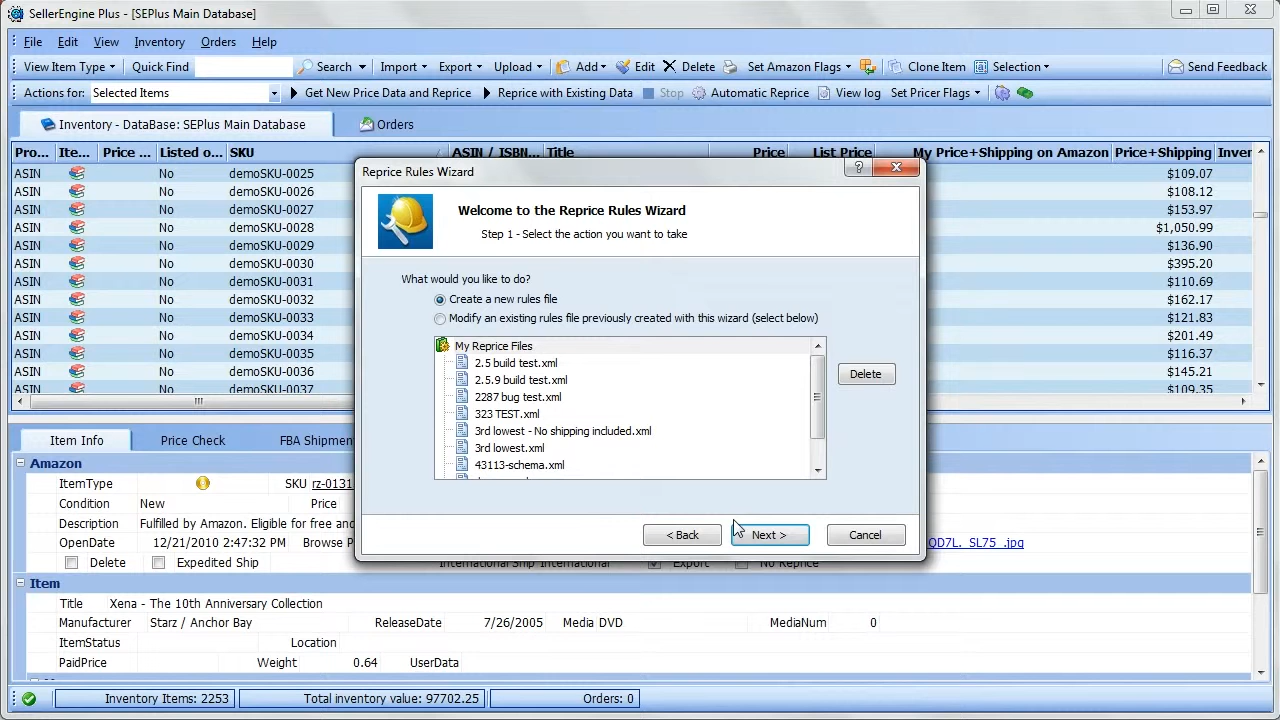 SellerEngine Plus - [SEPlus Main Database]
File Edit View Inventory Orders Help
View Item Type Quick Find Search Import Export Upload Add Edit Delete Set Amazon Flags Clone Item Selection Send Feedback
Actions for: Selected Items Get New Price Data and Reprice Reprice with Existing Data Stop Automatic Reprice View log Set Pricer Flags
Inventory - DataBase: SEPlus Main Database Orders
Pro... Ite... Price ... Listed o... SKU ASIN / ISBN... Title Price List Price My Price+Shipping on Amazon Price+Shipping Inver
ASIN No demoSKU-0025 $109.07
ASIN No demoSKU-0026 $108.12
ASIN No demoSKU-0027 $153.97
ASIN No demoSKU-0028 $1,050.99
ASIN No demoSKU-0029 $136.90
ASIN No demoSKU-0030 $395.20
ASIN No demoSKU-0031 $110.69
ASIN No demoSKU-0032 $162.17
ASIN No demoSKU-0033 $121.83
ASIN No demoSKU-0034 $201.49
ASIN No demoSKU-0035 $116.37
ASIN No demoSKU-0036 $145.21
ASIN No demoSKU-0037 $109.35
Reprice Rules Wizard
Welcome to the Reprice Rules Wizard
Step 1 - Select the action you want to take
What would you like to do?
Create a new rules file
Modify an existing rules file previously created with this wizard (select below)
My Reprice Files
2.5 build test.xml
2.5.9 build test.xml
2287 bug test.xml
323 TEST.xml
3rd lowest - No shipping included.xml
3rd lowest.xml
43113-schema.xml
Delete
< Back Next > Cancel
Item Info Price Check FBA Shipmen
Amazon
ItemType SKU rz-0131
Condition New Price
Description Fulfilled by Amazon. Eligible for free and
OpenDate 12/21/2010 2:47:32 PM Browse P QD7L._SL75_.jpg
Delete Expedited Ship International Ship International Export No Reprice
Item
Title Xena - The 10th Anniversary Collection
Manufacturer Starz / Anchor Bay ReleaseDate 7/26/2005 Media DVD MediaNum 0
ItemStatus Location
PaidPrice Weight 0.64 UserData
Inventory Items: 2253 Total inventory value: 97702.25 Orders: 0